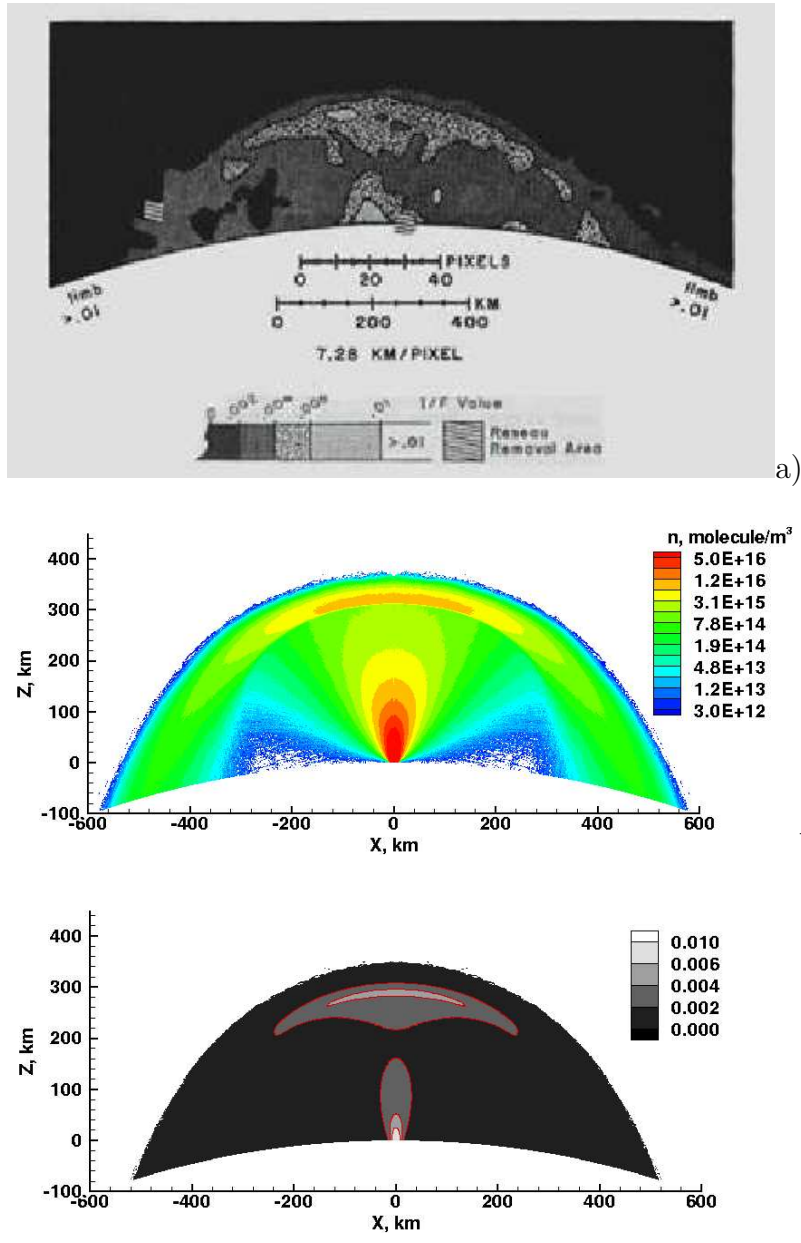 limb
>.01
limb
>.01
PIXELS
0 20 40
KM
0 200 400
7.28 KM/PIXEL
0
I/F Value
>.01
Reseau
Removal Area
a)
n, molecule/m³
5.0E+16
1.2E+16
3.1E+15
7.8E+14
1.9E+14
4.8E+13
1.2E+13
3.0E+12
Z, km
400
300
200
100
0
-100
-600 -400 -200 0 200 400 600
X, km
0.010
0.006
0.004
0.002
0.000
Z, km
400
300
200
100
0
-100
-600 -400 -200 0 200 400 600
X, km